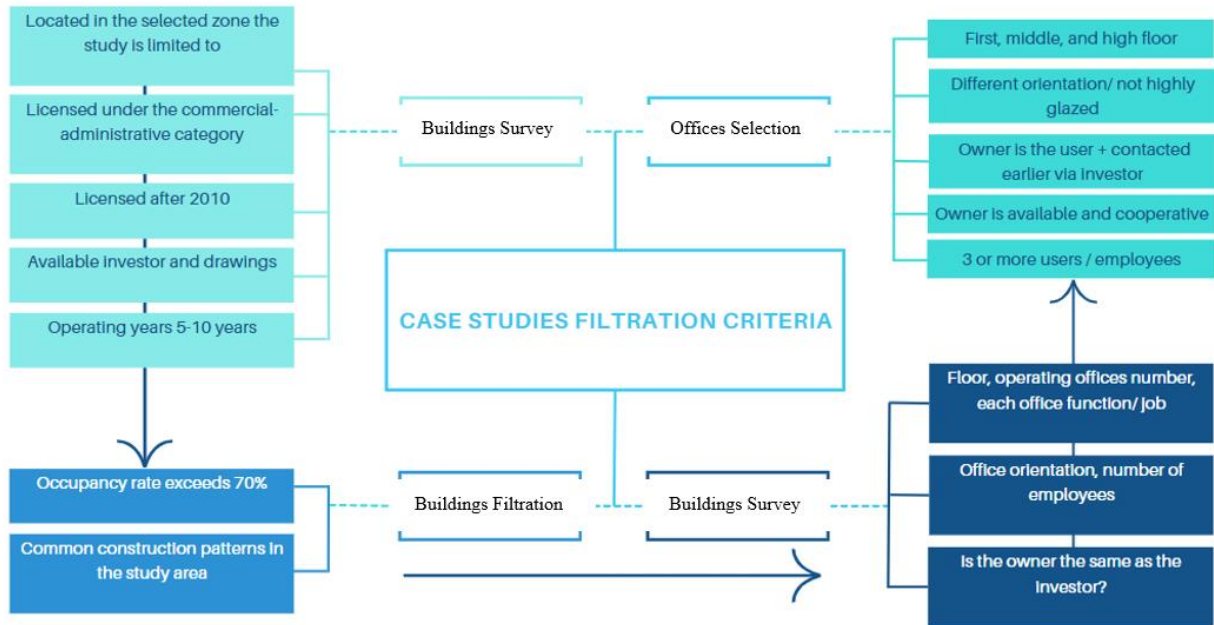 Located in the selected zone the
study is limited to
Licensed under the commercial-
administrative category
Licensed after 2010
Available investor and drawings
Operating years 5-10 years
Buildings Survey
Offices Selection
First, middle, and high floor
Different orientation/ not highly
glazed
Owner is the user + contacted
earlier via investor
Owner is available and cooperative
3 or more users / employees
CASE STUDIES FILTRATION CRITERIA
Occupancy rate exceeds 70%
Common construction patterns in
the study area
Buildings Filtration
Buildings Survey
Floor, operating offices number,
each office function/ job
Office orientation, number of
employees
Is the owner the same as the
investor?